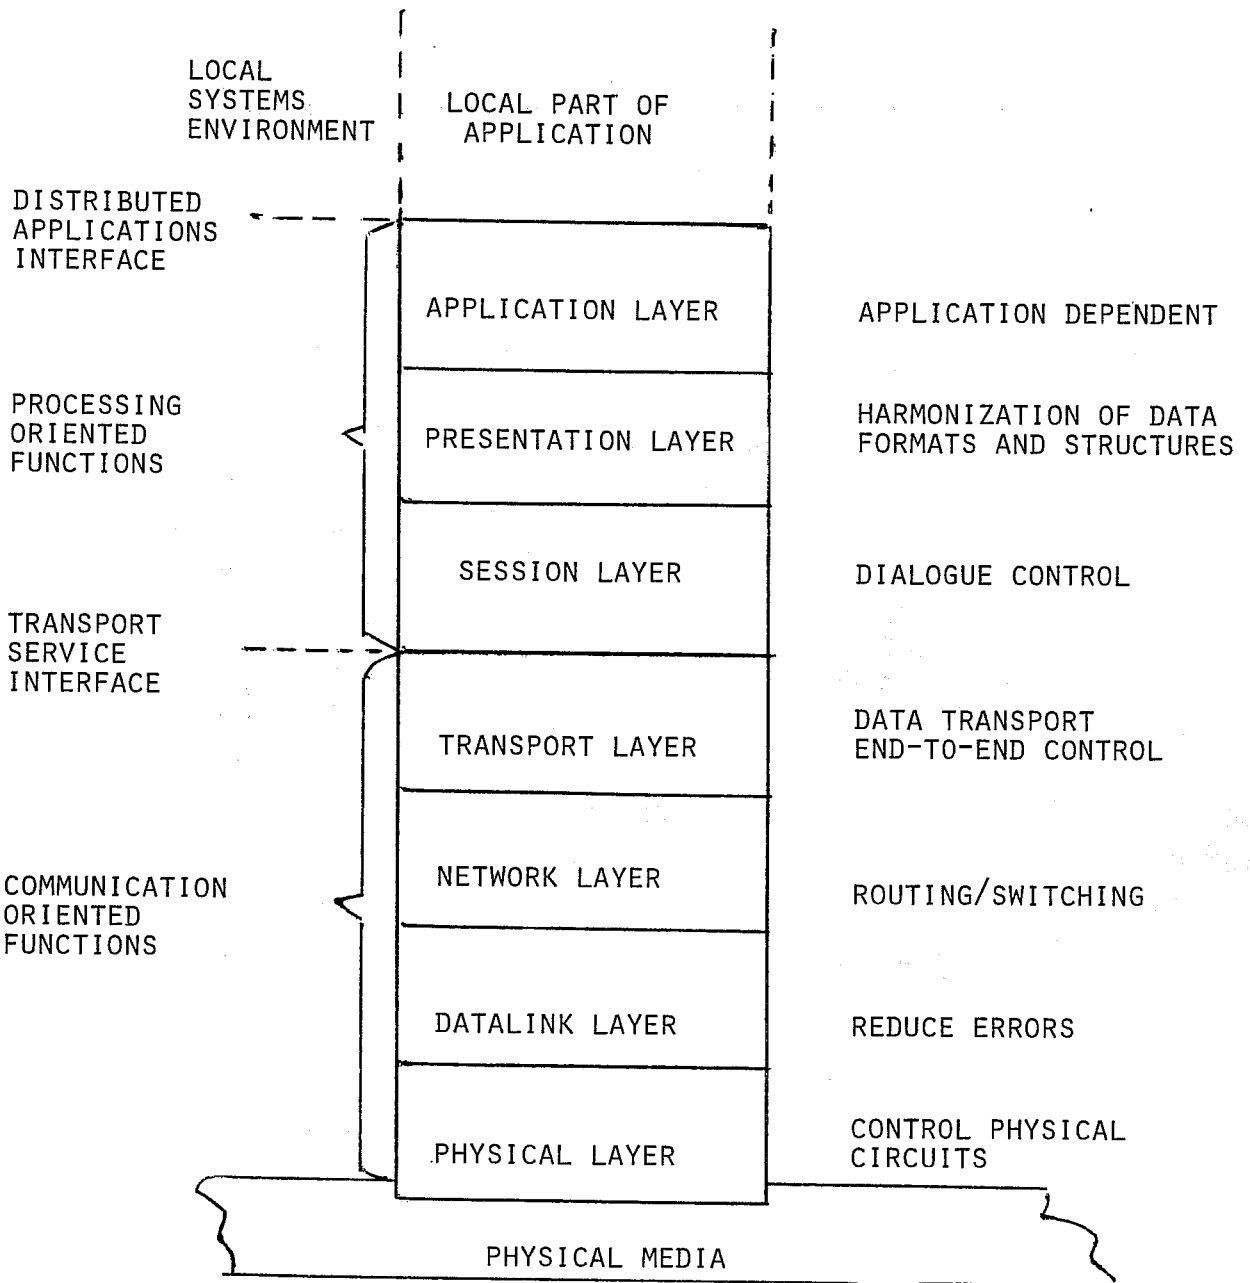 LOCAL
SYSTEMS
ENVIRONMENT
LOCAL PART OF
APPLICATION
DISTRIBUTED
APPLICATIONS
INTERFACE
APPLICATION LAYER
APPLICATION DEPENDENT
PROCESSING
ORIENTED
FUNCTIONS
PRESENTATION LAYER
HARMONIZATION OF DATA
FORMATS AND STRUCTURES
SESSION LAYER
DIALOGUE CONTROL
TRANSPORT
SERVICE
INTERFACE
TRANSPORT LAYER
DATA TRANSPORT
END-TO-END CONTROL
COMMUNICATION
ORIENTED
FUNCTIONS
NETWORK LAYER
ROUTING/SWITCHING
DATALINK LAYER
REDUCE ERRORS
PHYSICAL LAYER
CONTROL PHYSICAL
CIRCUITS
PHYSICAL MEDIA